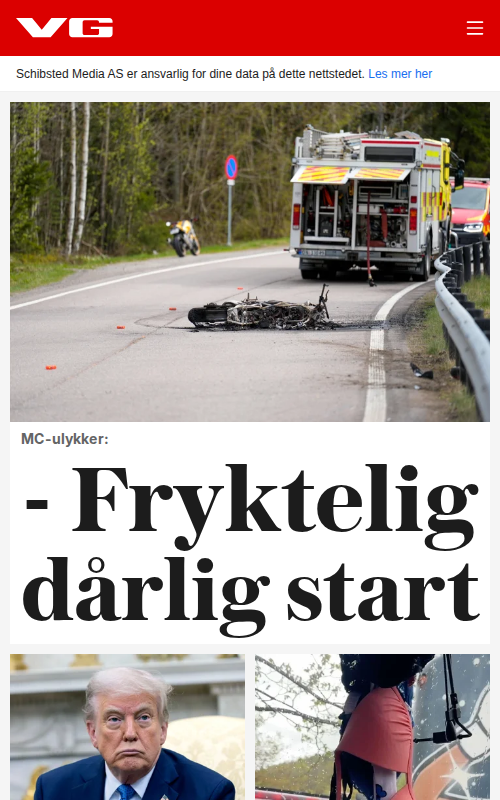 VG
Schibsted Media AS er ansvarlig for dine data på dette nettstedet. Les mer her
MC-ulykker:
- Fryktelig
dårlig start